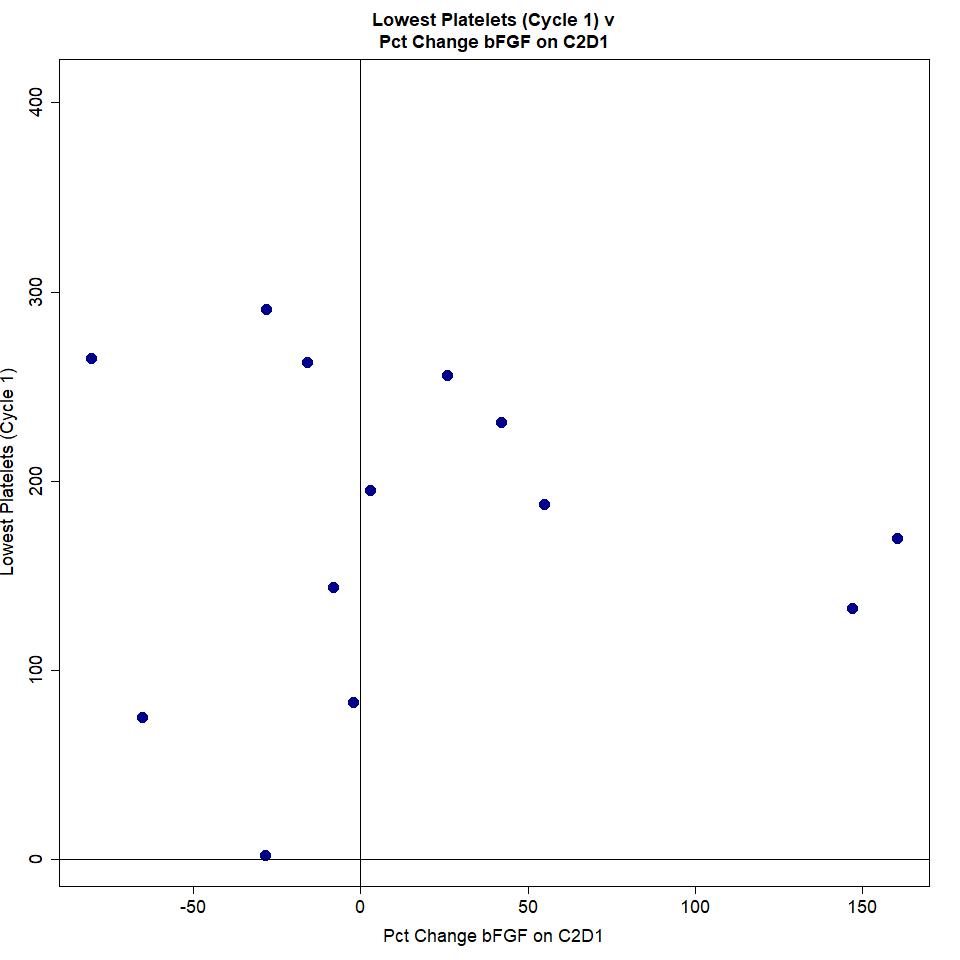 Lowest Platelets (Cycle 1) v
Pct Change bFGF on C2D1
400
300
200
100
0
Lowest Platelets (Cycle 1)
-50 0 50 100 150
Pct Change bFGF on C2D1